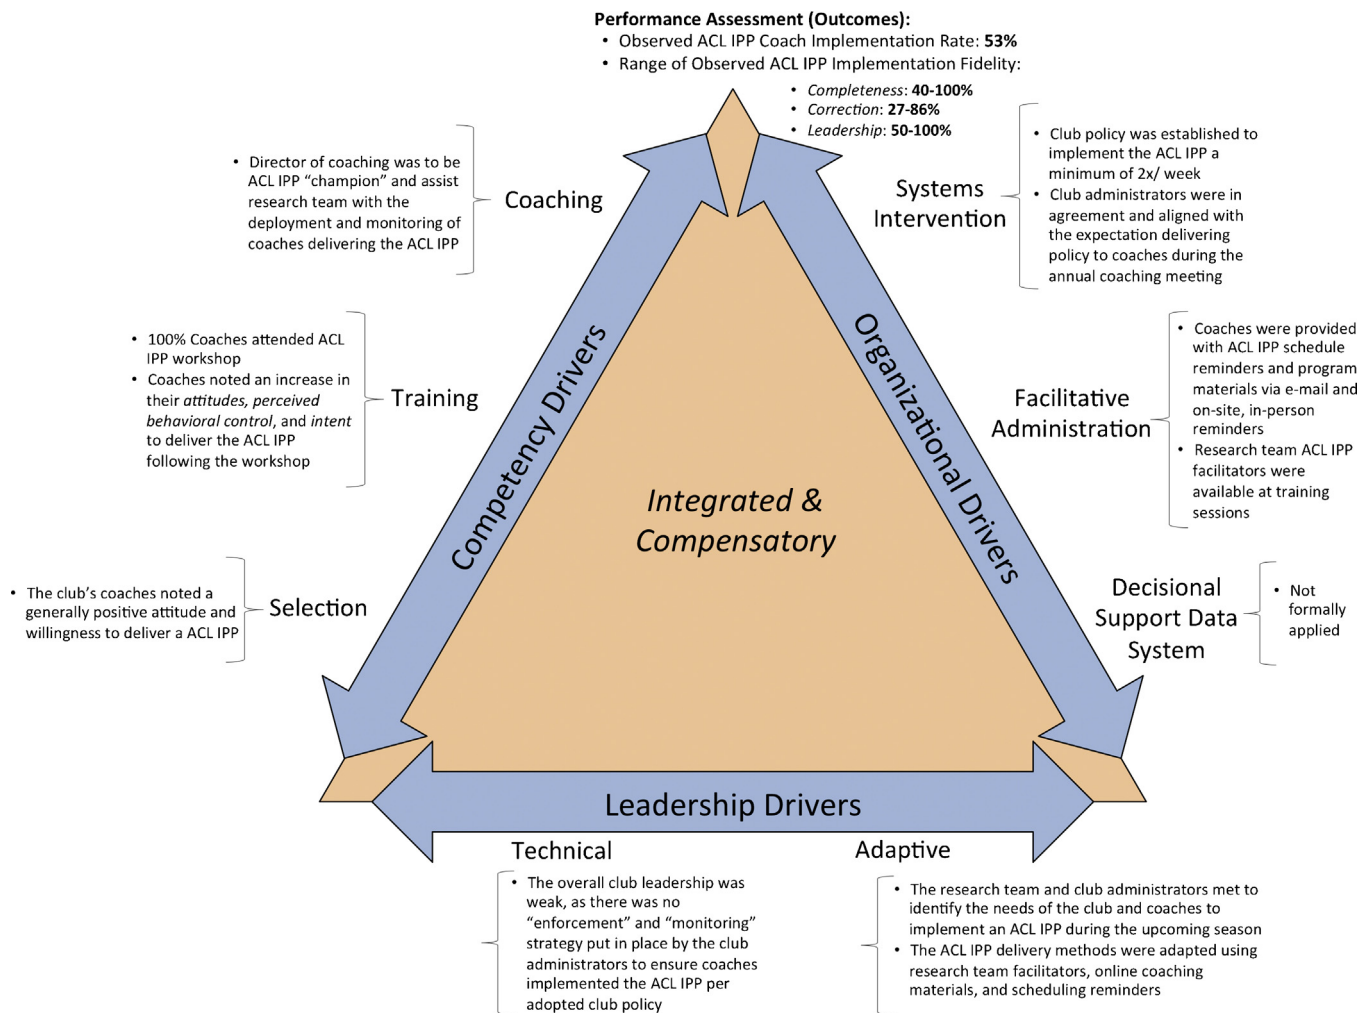 Performance Assessment (Outcomes):
• Observed ACL IPP Coach Implementation Rate: 53%
• Range of Observed ACL IPP Implementation Fidelity:
• Completeness: 40-100%
• Correction: 27-86%
• Leadership: 50-100%
• Director of coaching was to be
ACL IPP “champion” and assist
research team with the
deployment and monitoring of
coaches delivering the ACL IPP
Coaching
• 100% Coaches attended ACL
IPP workshop
• Coaches noted an increase in
their attitudes, perceived
behavioral control, and intent
to deliver the ACL IPP
following the workshop
Training
• The club’s coaches noted a
generally positive attitude and
willingness to deliver a ACL IPP
Selection
Competency Drivers
Integrated &
Compensatory
Organizational Drivers
Systems
Intervention
• Club policy was established to
implement the ACL IPP a
minimum of 2x/ week
• Club administrators were in
agreement and aligned with
the expectation delivering
policy to coaches during the
annual coaching meeting
Facilitative
Administration
• Coaches were provided
with ACL IPP schedule
reminders and program
materials via e-mail and
on-site, in-person
reminders
• Research team ACL IPP
facilitators were
available at training
sessions
Decisional
Support Data
System
• Not
formally
applied
Leadership Drivers
Technical
• The overall club leadership was
weak, as there was no
“enforcement” and “monitoring”
strategy put in place by the club
administrators to ensure coaches
implemented the ACL IPP per
adopted club policy
Adaptive
• The research team and club administrators met to
identify the needs of the club and coaches to
implement an ACL IPP during the upcoming season
• The ACL IPP delivery methods were adapted using
research team facilitators, online coaching
materials, and scheduling reminders